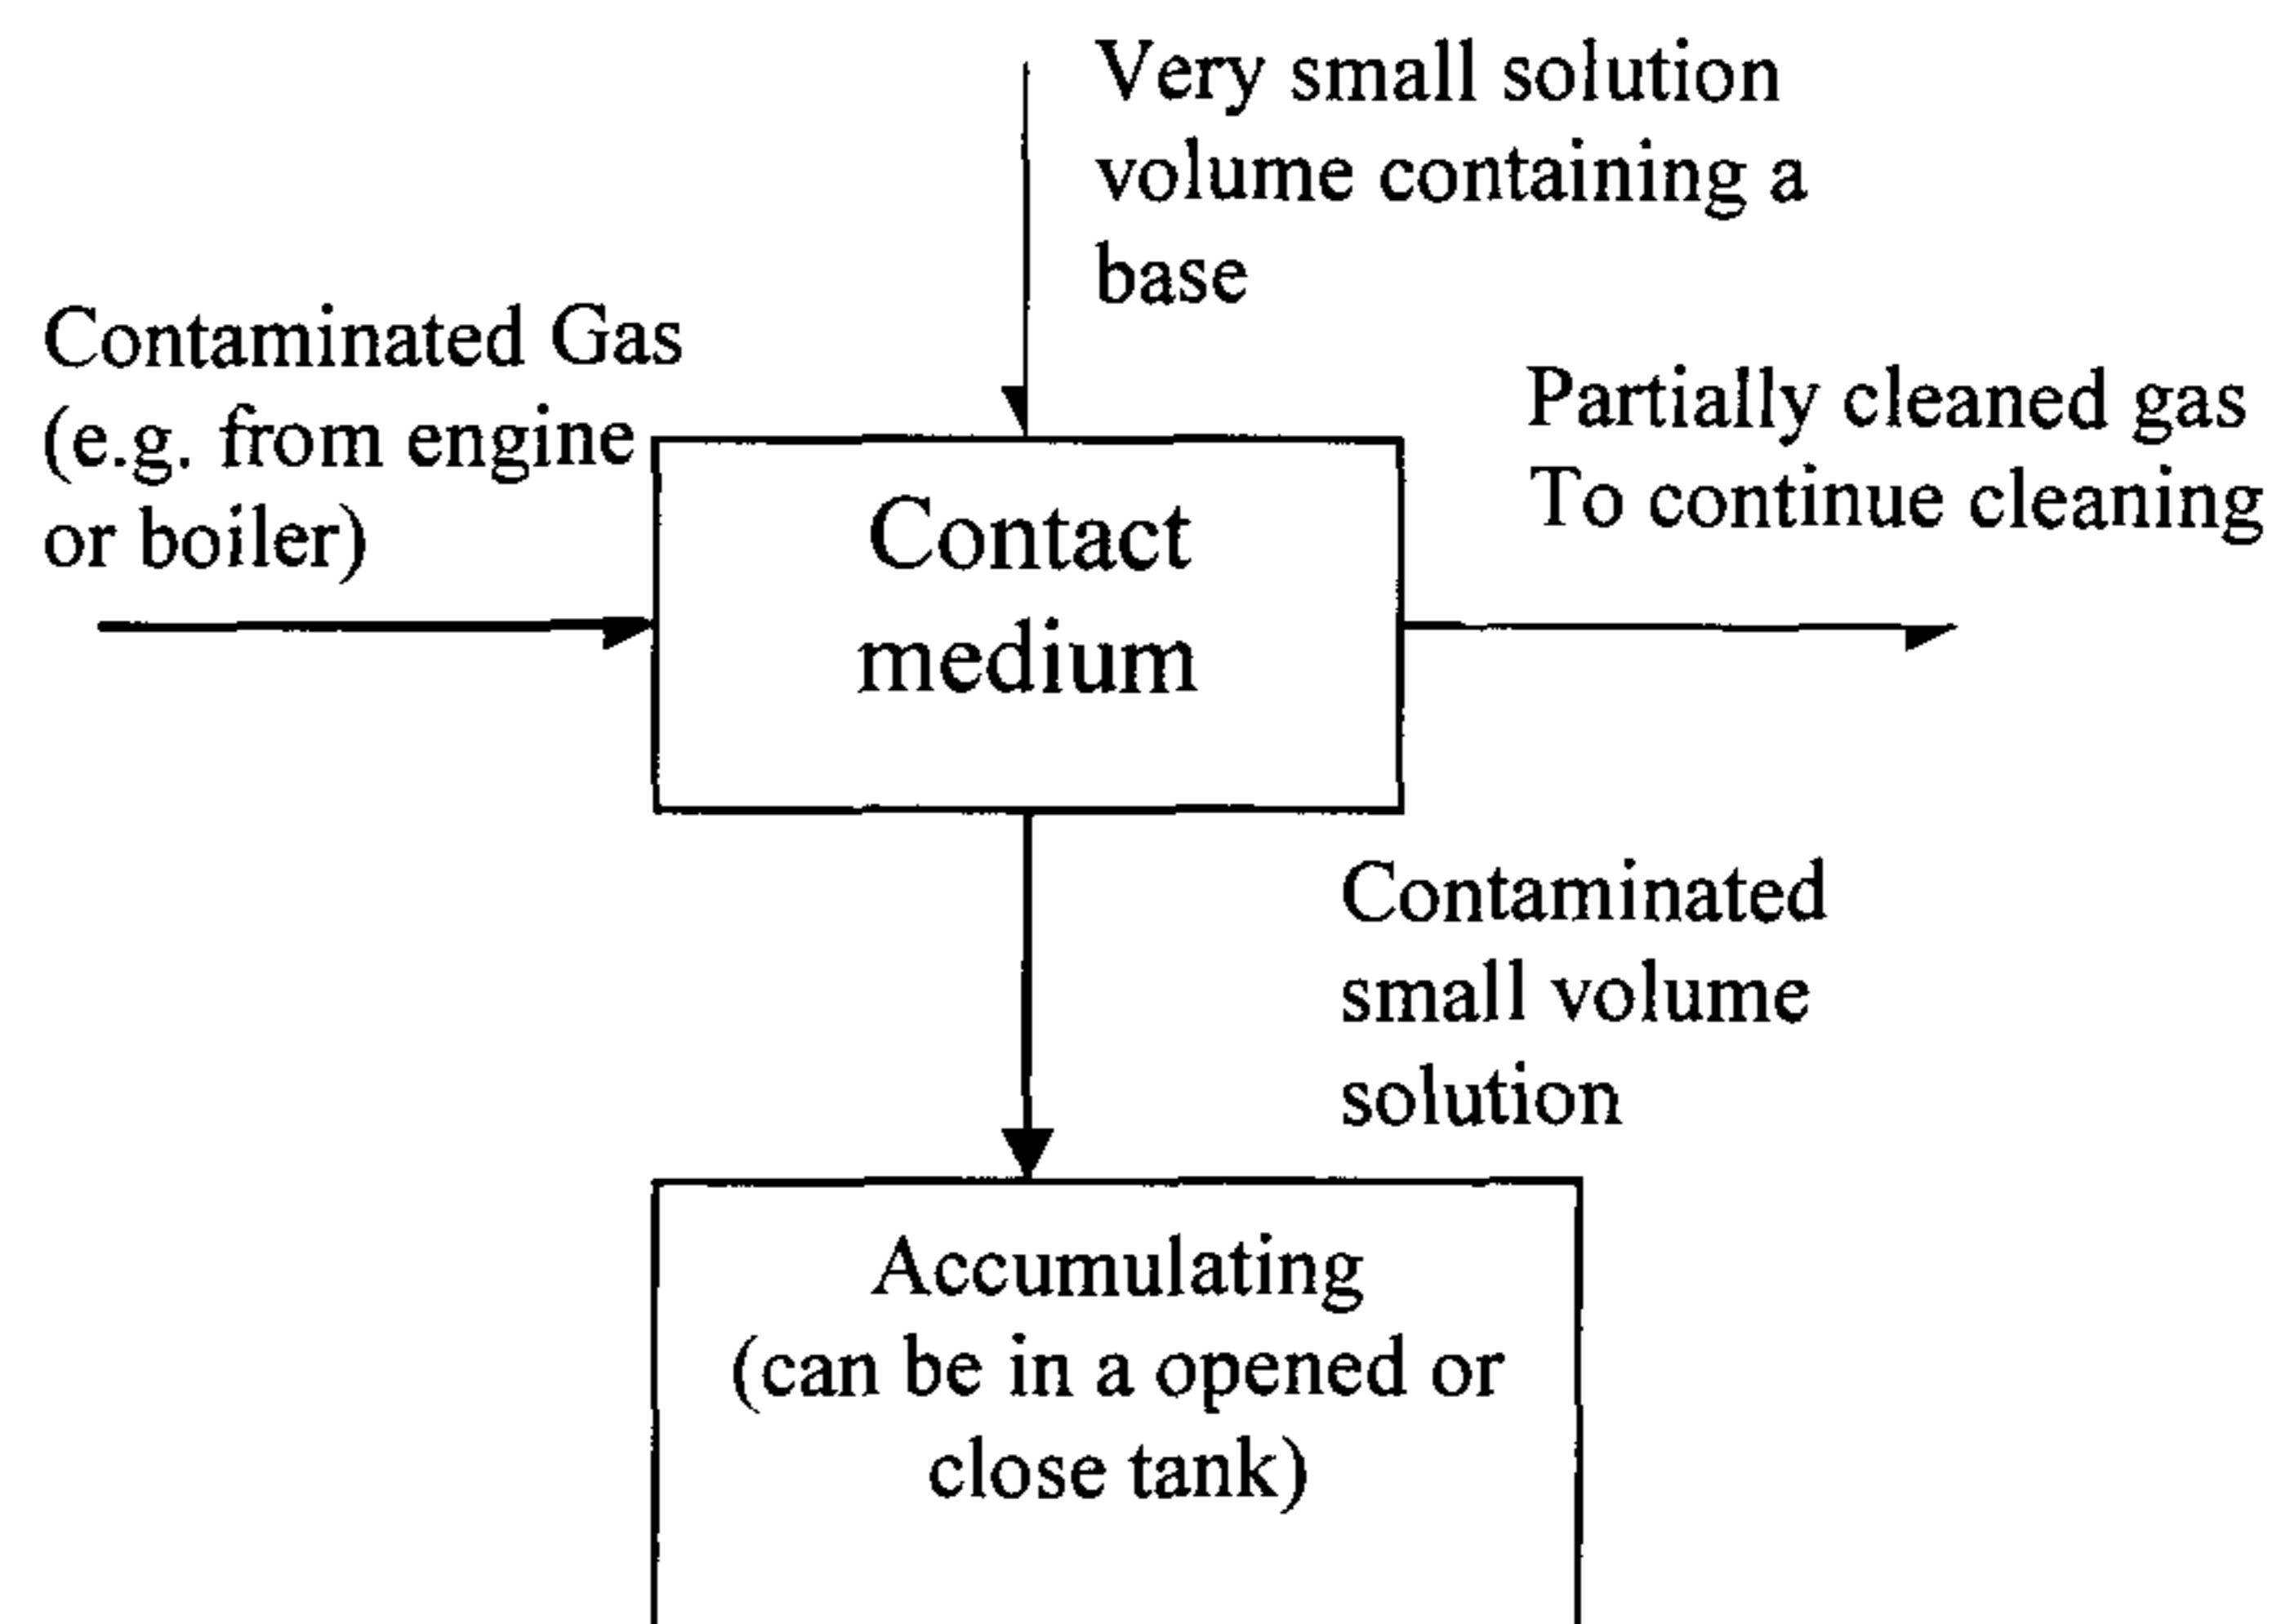 Very small solution
volume containing a
base
Contaminated Gas
(e.g. from engine
or boiler)
Partially cleaned gas
To continue cleaning
Contact
medium
Contaminated
small volume
solution
Accumulating
(can be in a opened or
close tank)